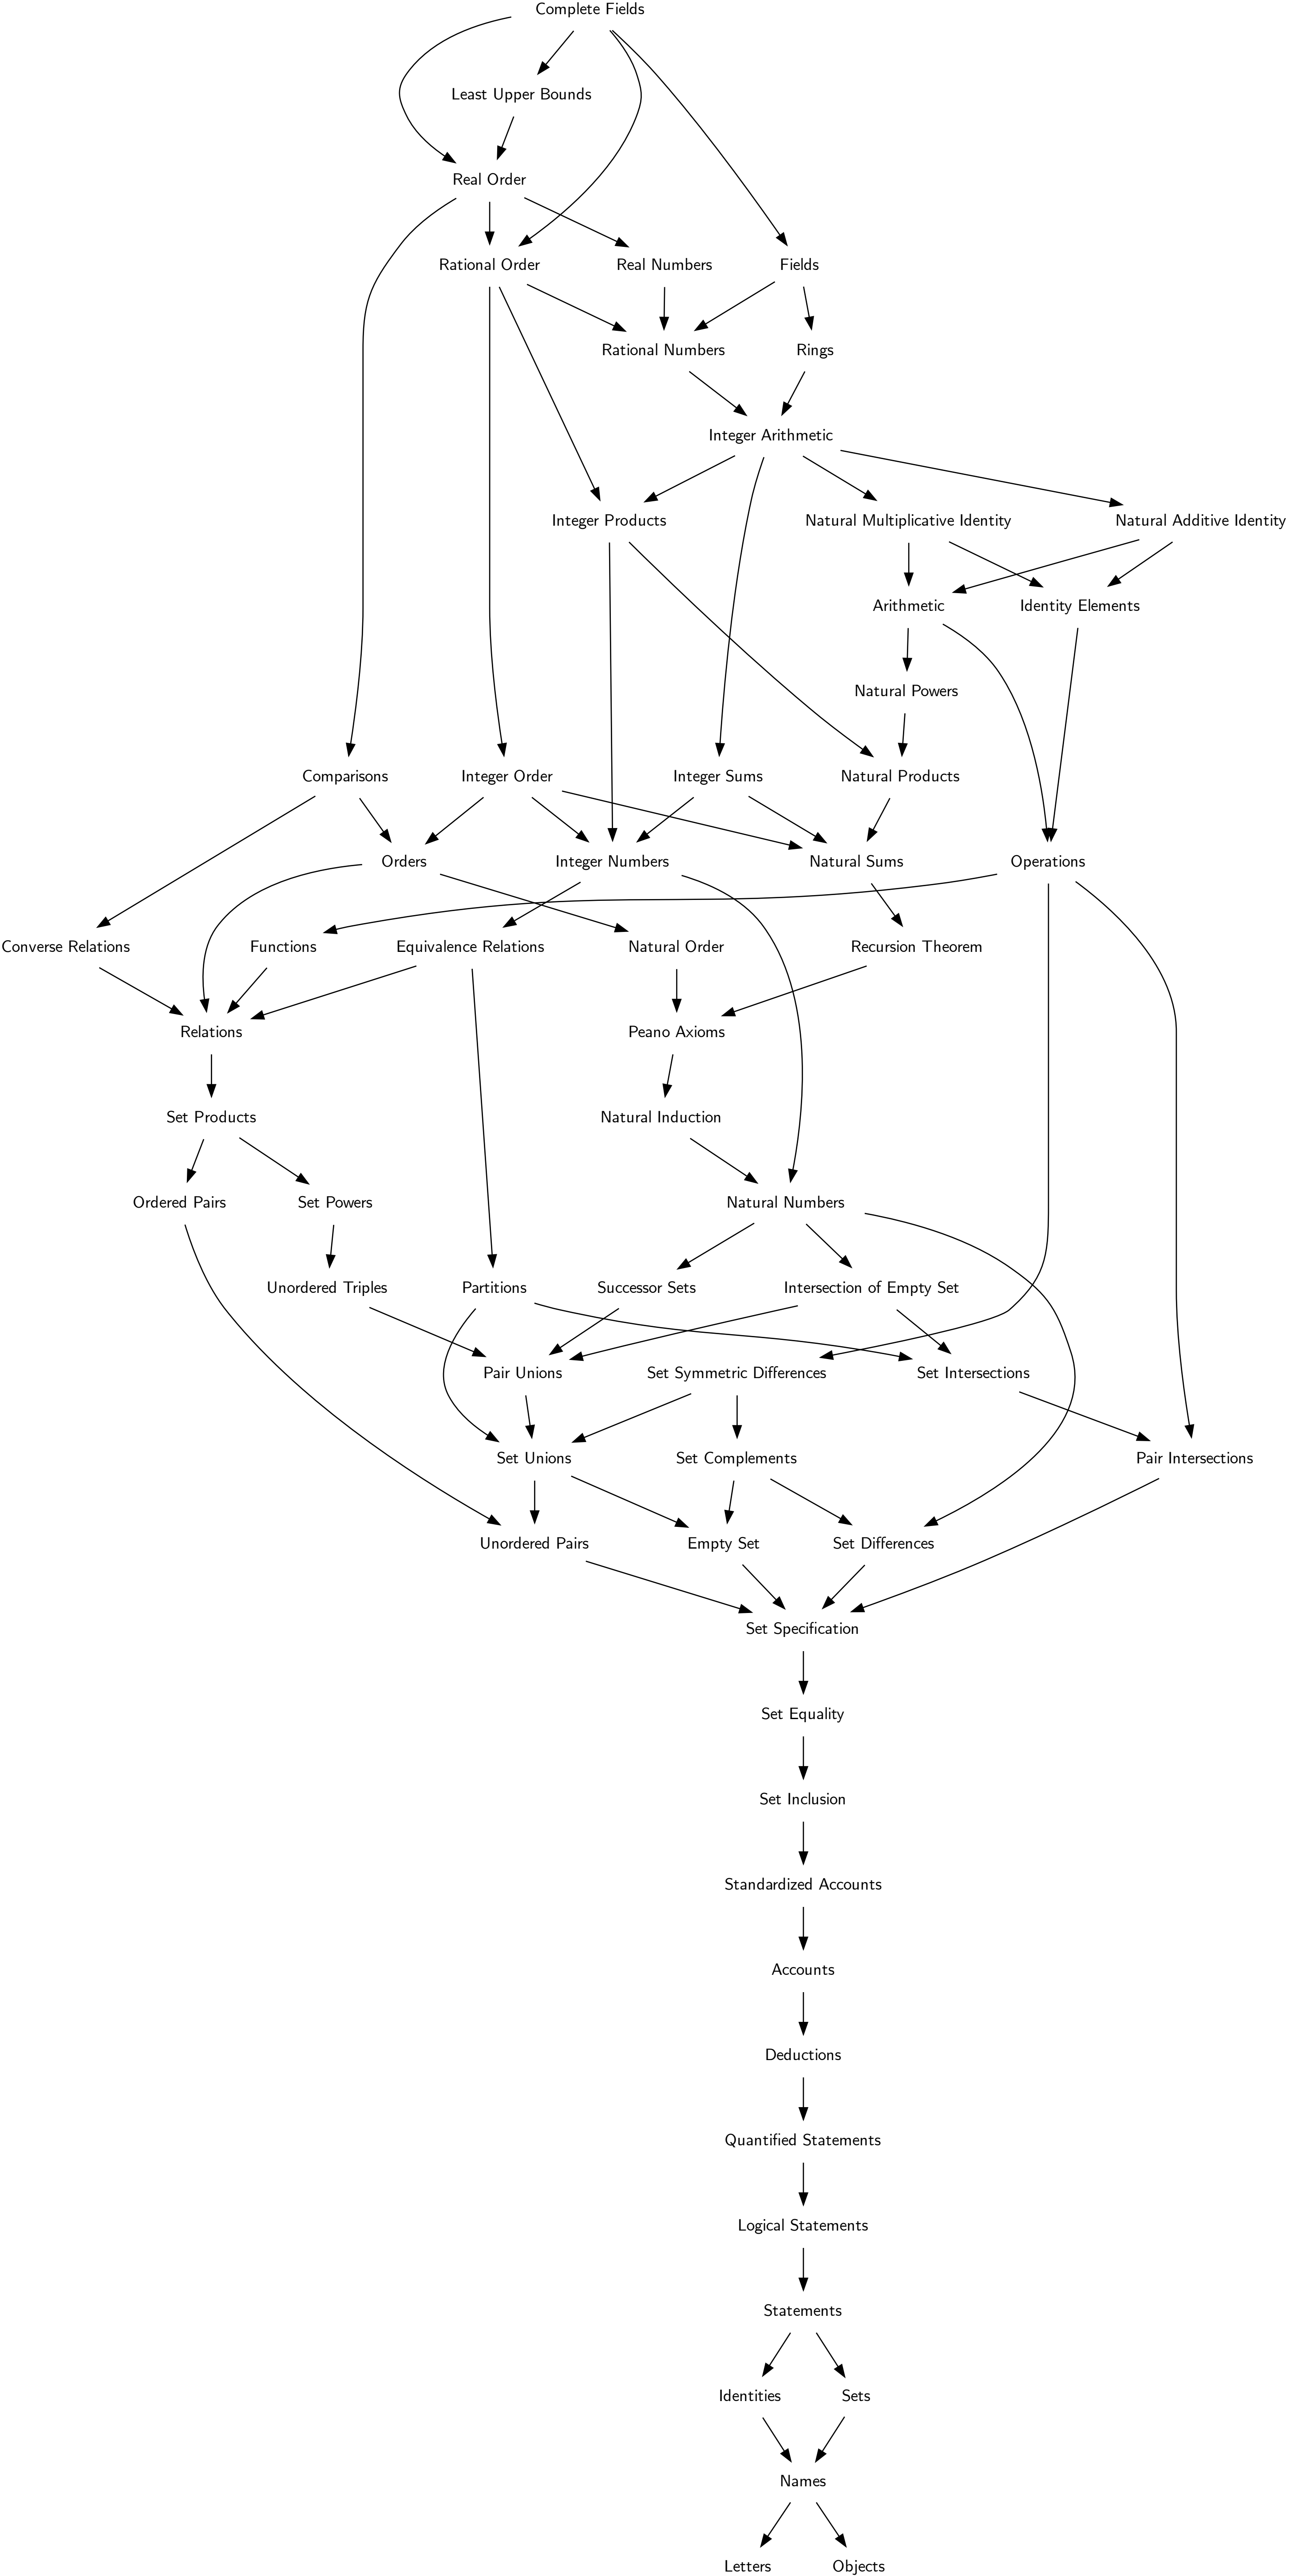 Complete Fields
Least Upper Bounds
Real Order
Rational Order
Real Numbers
Fields
Rational Numbers
Rings
Integer Arithmetic
Integer Products
Natural Multiplicative Identity
Natural Additive Identity
Arithmetic
Identity Elements
Natural Powers
Comparisons
Integer Order
Integer Sums
Natural Products
Orders
Integer Numbers
Natural Sums
Operations
Converse Relations
Functions
Equivalence Relations
Natural Order
Recursion Theorem
Relations
Peano Axioms
Set Products
Natural Induction
Ordered Pairs
Set Powers
Natural Numbers
Unordered Triples
Partitions
Successor Sets
Intersection of Empty Set
Pair Unions
Set Symmetric Differences
Set Intersections
Set Unions
Set Complements
Pair Intersections
Unordered Pairs
Empty Set
Set Differences
Set Specification
Set Equality
Set Inclusion
Standardized Accounts
Accounts
Deductions
Quantified Statements
Logical Statements
Statements
Identities
Sets
Names
Letters
Objects